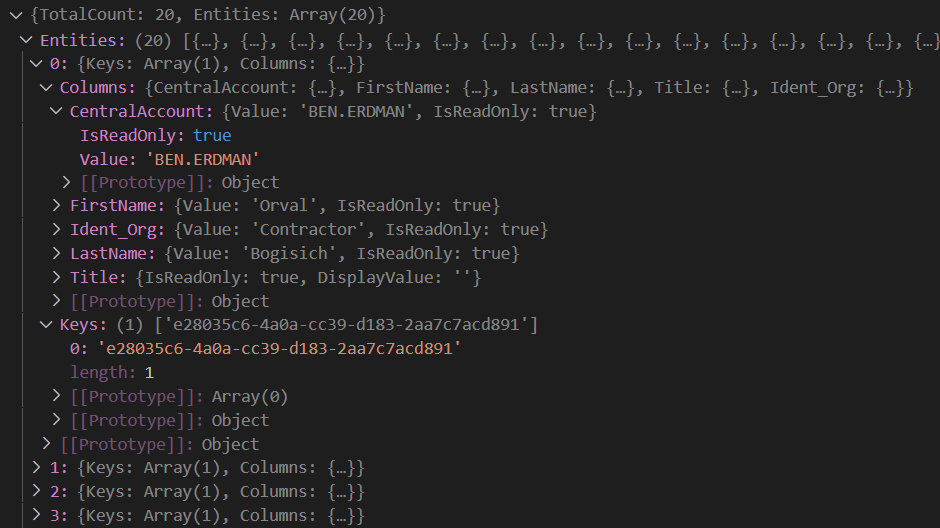 {TotalCount: 20, Entities: Array(20)}
Entities: (20) [{…}, {…}, {…}, {…}, {…}, {…}, {…}, {…}, {…}, {…}, {…}, {…}, {…}, {…}, {…}, {…
0: {Keys: Array(1), Columns: {…}}
Columns: {CentralAccount: {…}, FirstName: {…}, LastName: {…}, Title: {…}, Ident_Org: {…}}
CentralAccount: {Value: 'BEN.ERDMAN', IsReadOnly: true}
IsReadOnly: true
Value: 'BEN.ERDMAN'
[[Prototype]]: Object
FirstName: {Value: 'Orval', IsReadOnly: true}
Ident_Org: {Value: 'Contractor', IsReadOnly: true}
LastName: {Value: 'Bogisich', IsReadOnly: true}
Title: {IsReadOnly: true, DisplayValue: ''}
[[Prototype]]: Object
Keys: (1) ['e28035c6-4a0a-cc39-d183-2aa7c7acd891']
0: 'e28035c6-4a0a-cc39-d183-2aa7c7acd891'
length: 1
[[Prototype]]: Array(0)
[[Prototype]]: Object
[[Prototype]]: Object
1: {Keys: Array(1), Columns: {…}}
2: {Keys: Array(1), Columns: {…}}
3: {Keys: Array(1), Columns: {…}}